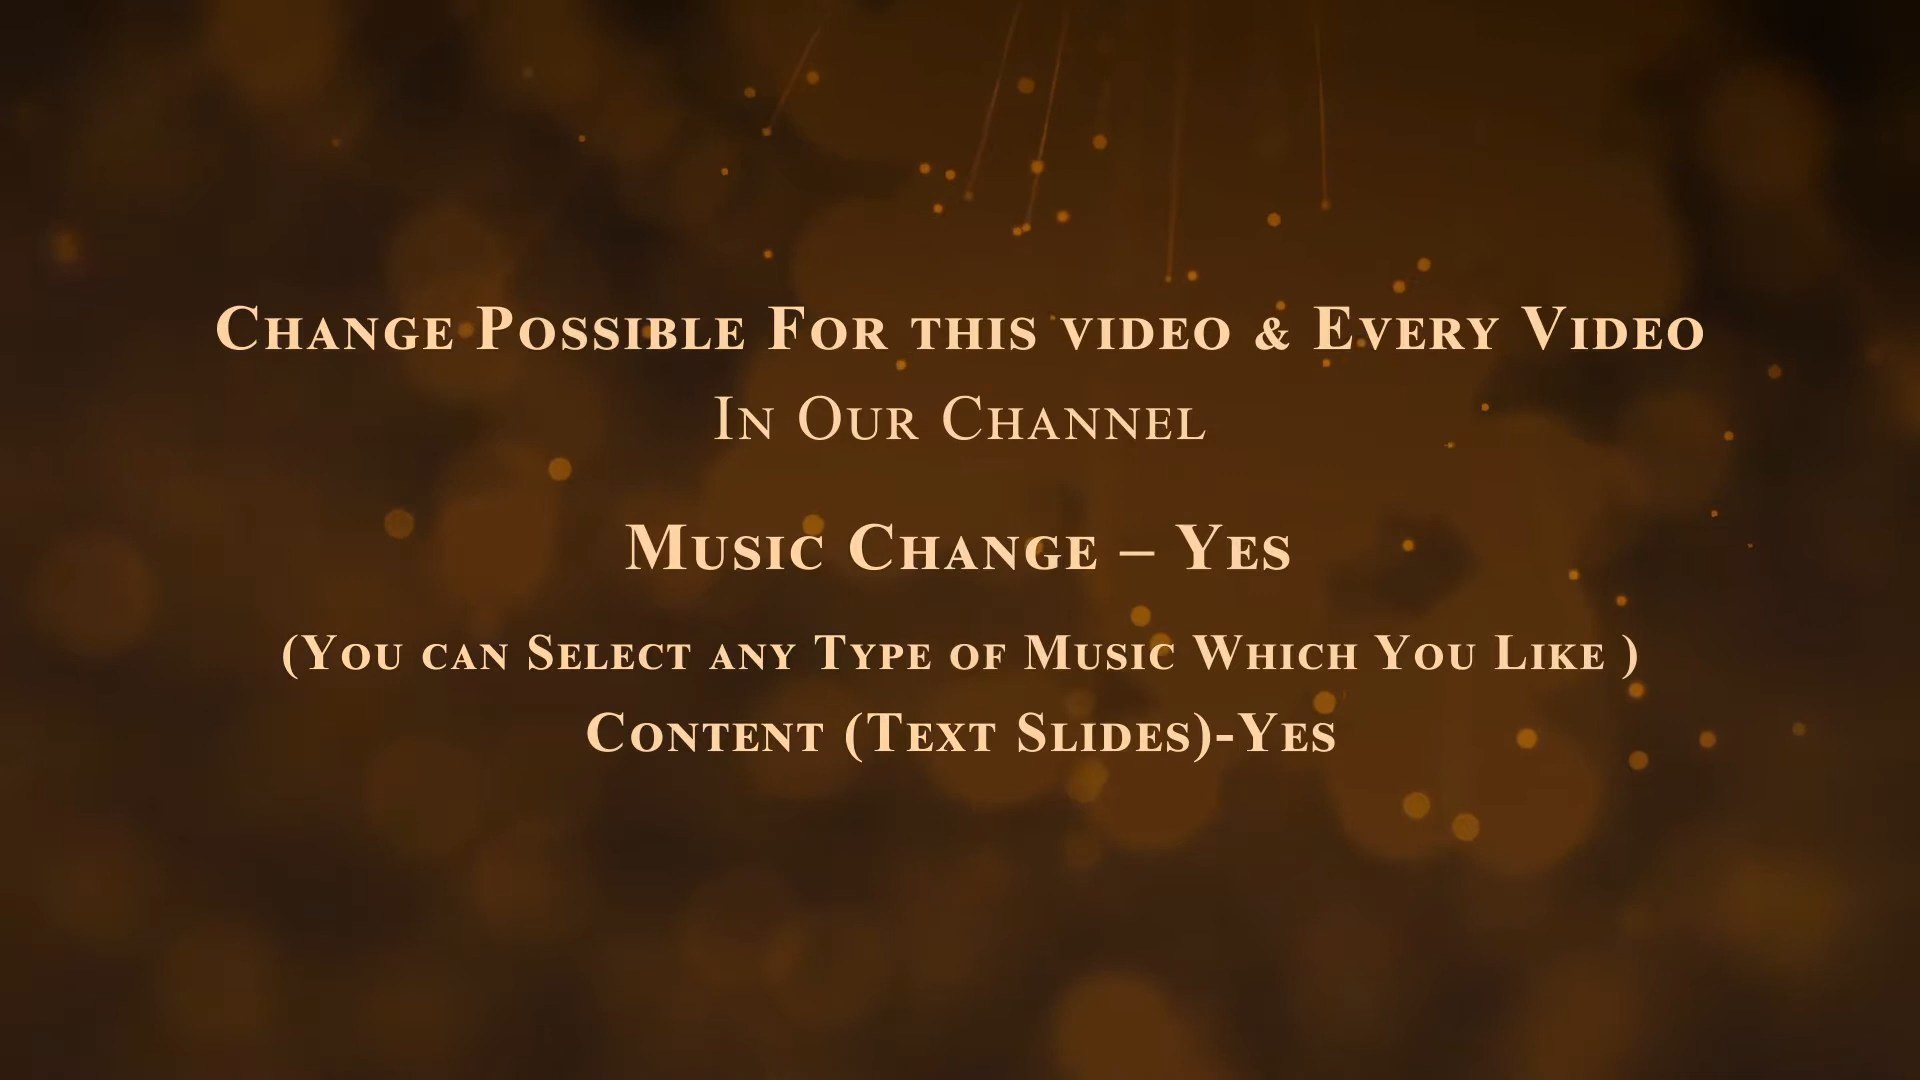 Change Possible For this video & Every Video
In Our Channel
Music Change – Yes
(You can Select any Type of Music Which You Like )
Content (Text Slides)-Yes